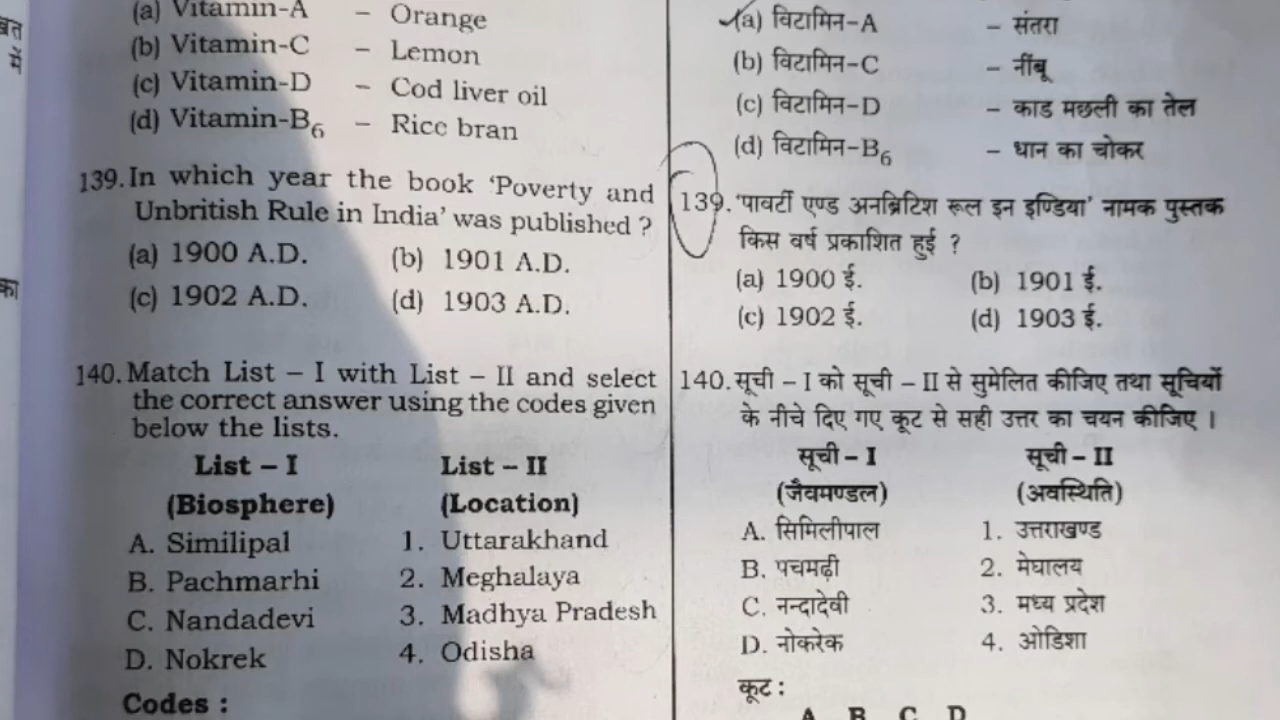 खत
में
का
(a) Vitamin-A – Orange
(b) Vitamin-C – Lemon
(c) Vitamin-D – Cod liver oil
(d) Vitamin-B₆ – Rice bran
139. In which year the book ‘Poverty and
Unbritish Rule in India’ was published ?
(a) 1900 A.D. (b) 1901 A.D.
(c) 1902 A.D. (d) 1903 A.D.
140. Match List – I with List – II and select
the correct answer using the codes given
below the lists.
List – I List – II
(Biosphere) (Location)
A. Similipal 1. Uttarakhand
B. Pachmarhi 2. Meghalaya
C. Nandadevi 3. Madhya Pradesh
D. Nokrek 4. Odisha
Codes :
(a) विटामिन-A – संतरा
(b) विटामिन-C – नींबू
(c) विटामिन-D – काड मछली का तेल
(d) विटामिन-B₆ – धान का चोकर
139. ‘पावर्टी एण्ड अनब्रिटिश रूल इन इण्डिया’ नामक पुस्तक
किस वर्ष प्रकाशित हुई ?
(a) 1900 ई. (b) 1901 ई.
(c) 1902 ई. (d) 1903 ई.
140. सूची – I को सूची – II से सुमेलित कीजिए तथा सूचियों
के नीचे दिए गए कूट से सही उत्तर का चयन कीजिए ।
सूची – I सूची – II
(जैवमण्डल) (अवस्थिति)
A. सिमिलीपाल 1. उत्तराखण्ड
B. पचमढ़ी 2. मेघालय
C. नन्दादेवी 3. मध्य प्रदेश
D. नोकरेक 4. ओडिशा
कूट :
A B C D